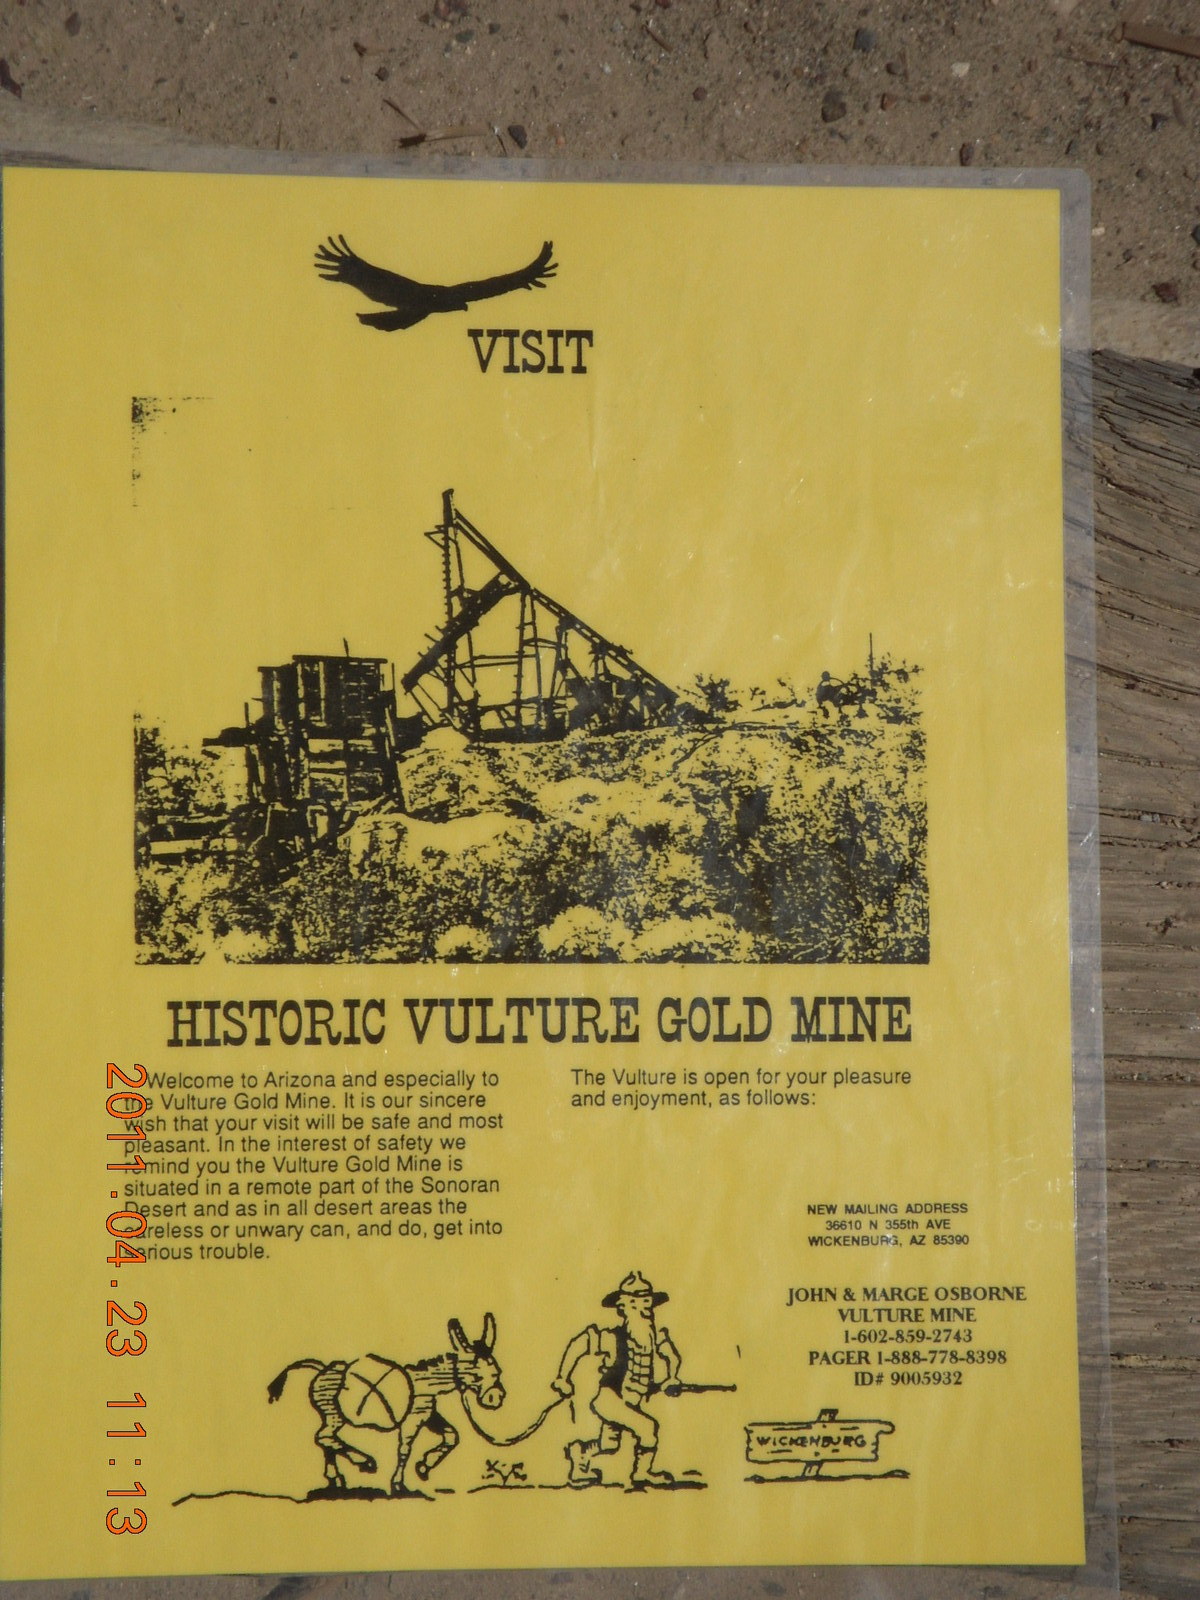 VISIT
HISTORIC VULTURE GOLD MINE
Welcome to Arizona and especially to
the Vulture Gold Mine. It is our sincere
wish that your visit will be safe and most
pleasant. In the interest of safety we
remind you the Vulture Gold Mine is
situated in a remote part of the Sonoran
Desert and as in all desert areas the
careless or unwary can, and do, get into
serious trouble.
The Vulture is open for your pleasure
and enjoyment, as follows:
NEW MAILING ADDRESS
36610 N 355th AVE
WICKENBURG, AZ 85390
JOHN & MARGE OSBORNE
VULTURE MINE
1-602-859-2743
PAGER 1-888-778-8398
ID# 9005932
WICKENBURG
2011.04.23 11:13